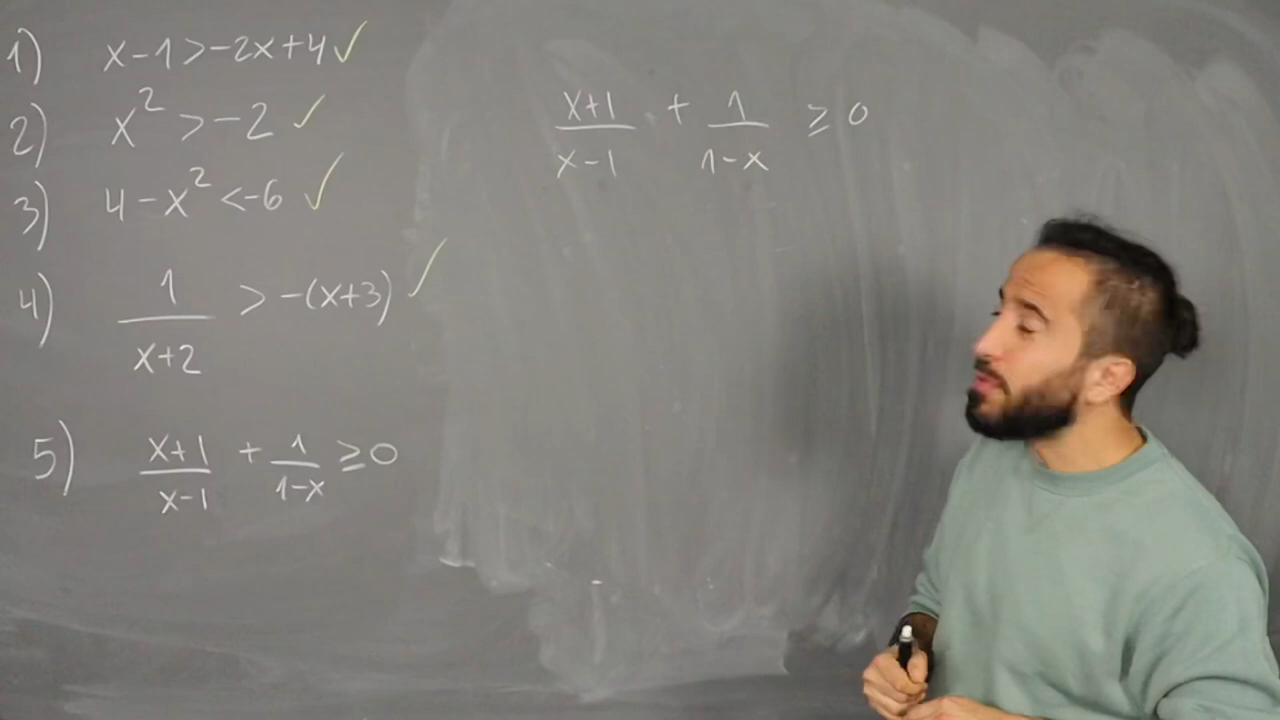 1) x-1>-2x+4 ✓
2) x² >-2 ✓
3) 4-x² <-6 ✓
4) 1/(x+2) > -(x+3) ✓
5) (x+1)/(x-1) + 1/(1-x) ≥0
(x+1)/(x-1) + 1/(1-x) ≥ 0